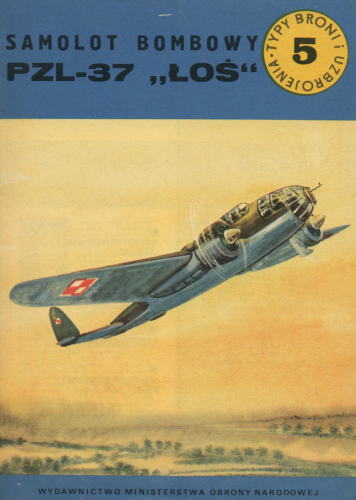 SAMOLOT BOMBOWY
PZL-37 „ŁOŚ“
TYPY BRONI i UZBROJENIA •
5
WYDAWNICTWO MINISTERSTWA OBRONY NARODOWEJ